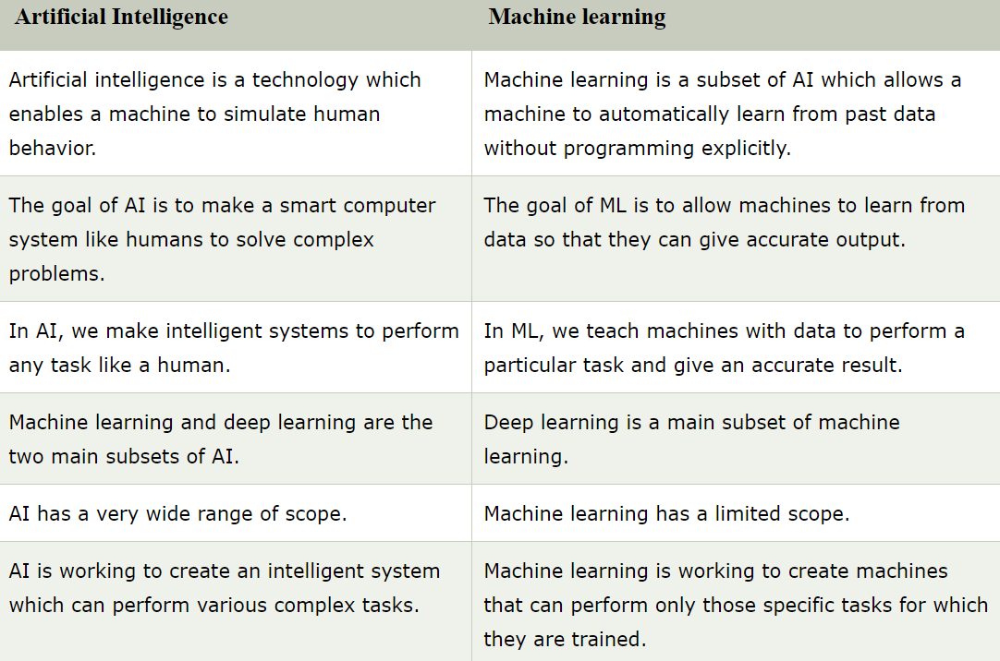 Artificial Intelligence
Machine learning
Artificial intelligence is a technology which
enables a machine to simulate human
behavior.
Machine learning is a subset of AI which allows a
machine to automatically learn from past data
without programming explicitly.
The goal of AI is to make a smart computer
system like humans to solve complex
problems.
The goal of ML is to allow machines to learn from
data so that they can give accurate output.
In AI, we make intelligent systems to perform
any task like a human.
In ML, we teach machines with data to perform a
particular task and give an accurate result.
Machine learning and deep learning are the
two main subsets of AI.
Deep learning is a main subset of machine
learning.
AI has a very wide range of scope.
Machine learning has a limited scope.
AI is working to create an intelligent system
which can perform various complex tasks.
Machine learning is working to create machines
that can perform only those specific tasks for which
they are trained.